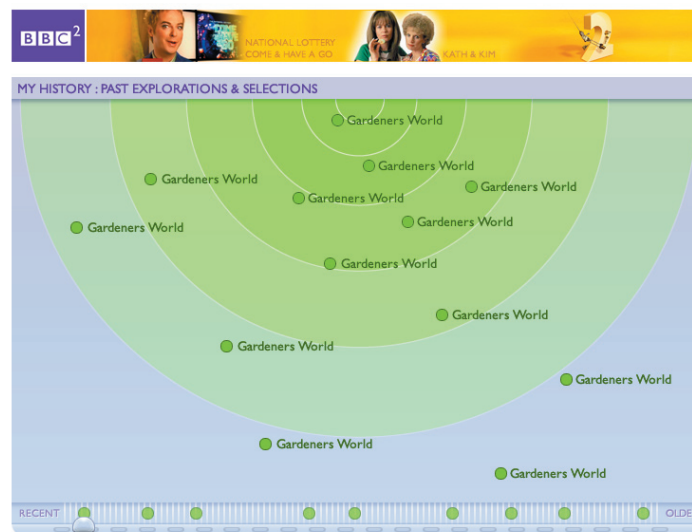 BBC2
NATIONAL LOTTERY
COME & HAVE A GO
KATH & KIM
MY HISTORY : PAST EXPLORATIONS & SELECTIONS
Gardeners World
Gardeners World
Gardeners World
Gardeners World
Gardeners World
Gardeners World
Gardeners World
Gardeners World
Gardeners World
Gardeners World
Gardeners World
Gardeners World
Gardeners World
RECENT
OLDE